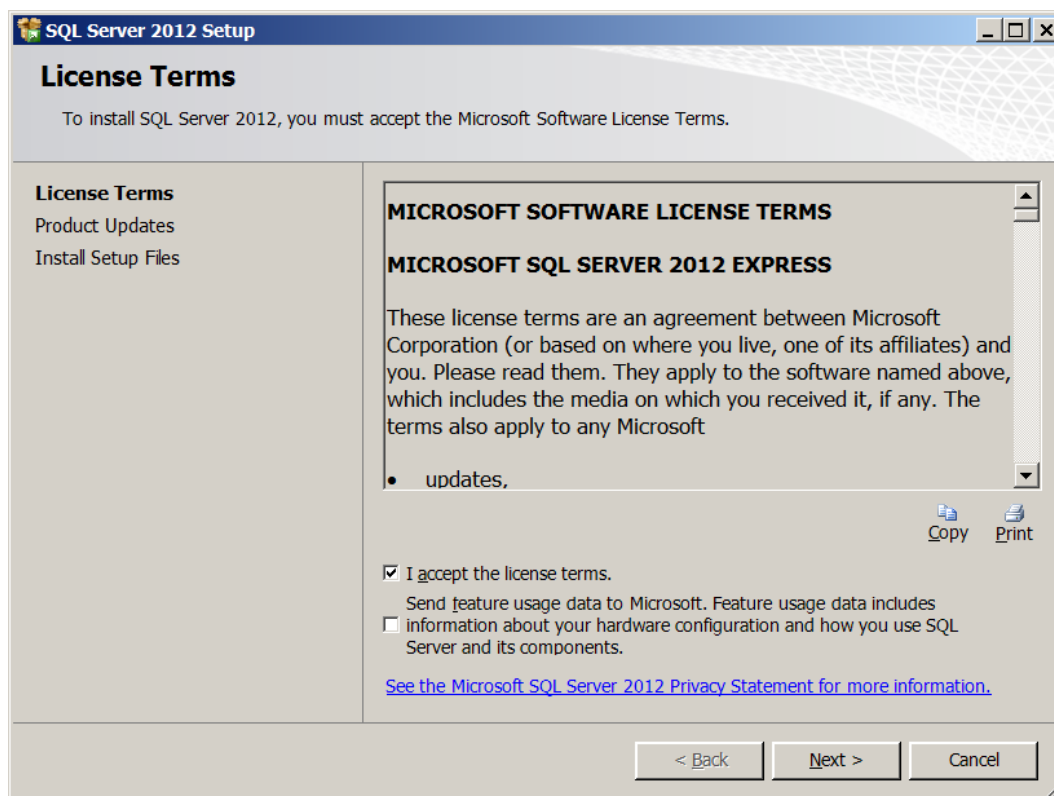 SQL Server 2012 Setup
License Terms
To install SQL Server 2012, you must accept the Microsoft Software License Terms.
License Terms
Product Updates
Install Setup Files
MICROSOFT SOFTWARE LICENSE TERMS
MICROSOFT SQL SERVER 2012 EXPRESS
These license terms are an agreement between Microsoft
Corporation (or based on where you live, one of its affiliates) and
you. Please read them. They apply to the software named above,
which includes the media on which you received it, if any. The
terms also apply to any Microsoft
• updates,
Copy Print
I accept the license terms.
Send feature usage data to Microsoft. Feature usage data includes
information about your hardware configuration and how you use SQL
Server and its components.
See the Microsoft SQL Server 2012 Privacy Statement for more information.
< Back Next > Cancel